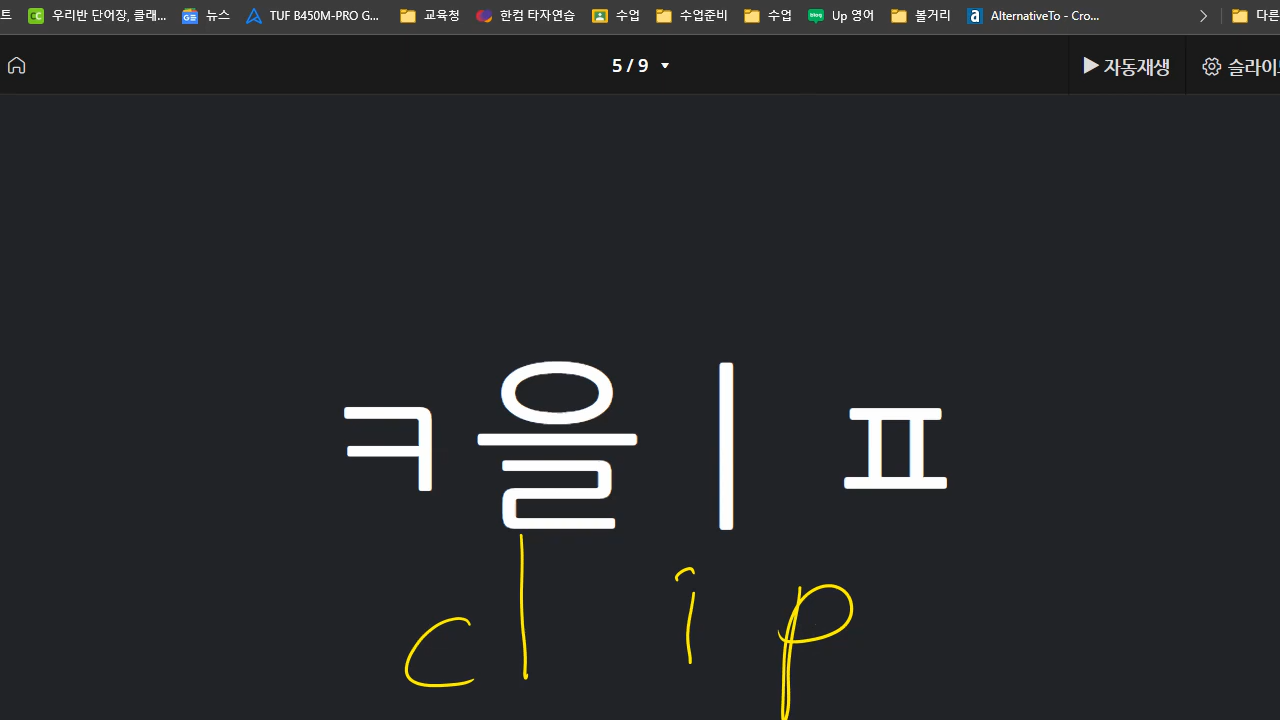 트 우리반 단어장, 클래... 뉴스 TUF B450M-PRO G... 교육청 한컴 타자연습 수업 수업준비 수업 Up 영어 볼거리 AlternativeTo - Cro... 다른
5 / 9 자동재생 슬라이드
ㅋ을ㅣㅍ
clip